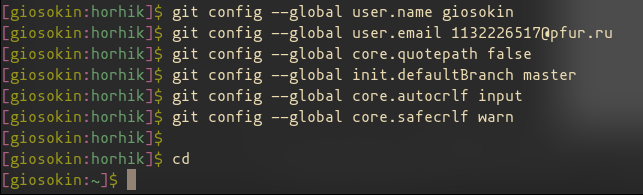 [giosokin:horhik]$ git config --global user.name giosokin
[giosokin:horhik]$ git config --global user.email 1132226517@pfur.ru
[giosokin:horhik]$ git config --global core.quotepath false
[giosokin:horhik]$ git config --global init.defaultBranch master
[giosokin:horhik]$ git config --global core.autocrlf input
[giosokin:horhik]$ git config --global core.safecrlf warn
[giosokin:horhik]$
[giosokin:horhik]$ cd
[giosokin:~]$